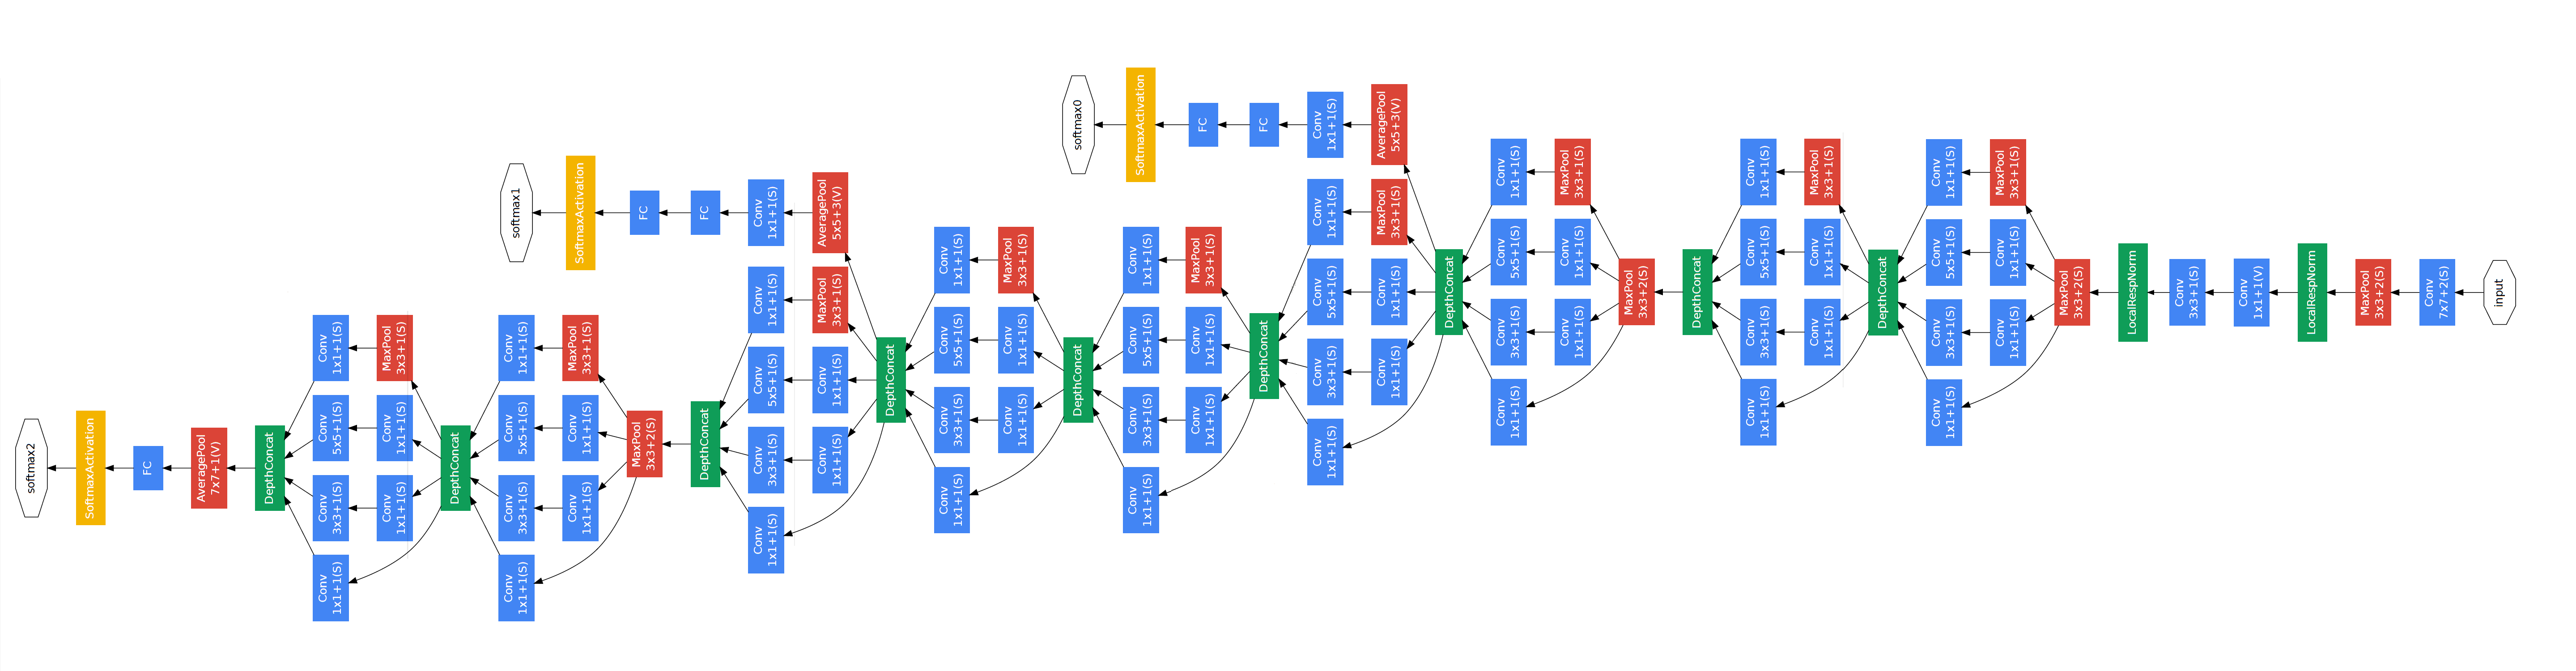 softmax2
SoftmaxActivation
FC
AveragePool
7x7+1(V)
DepthConcat
Conv
1x1+1(S)
Conv
3x3+1(S)
Conv
5x5+1(S)
Conv
1x1+1(S)
Conv
1x1+1(S)
Conv
1x1+1(S)
MaxPool
3x3+1(S)
DepthConcat
Conv
1x1+1(S)
Conv
3x3+1(S)
Conv
5x5+1(S)
Conv
1x1+1(S)
softmax1
Conv
1x1+1(S)
Conv
1x1+1(S)
MaxPool
3x3+1(S)
SoftmaxActivation
MaxPool
3x3+2(S)
FC
DepthConcat
FC
Conv
1x1+1(S)
Conv
3x3+1(S)
Conv
5x5+1(S)
Conv
1x1+1(S)
Conv
1x1+1(S)
Conv
1x1+1(S)
Conv
1x1+1(S)
MaxPool
3x3+1(S)
AveragePool
5x5+3(V)
DepthConcat
Conv
1x1+1(S)
Conv
3x3+1(S)
Conv
5x5+1(S)
Conv
1x1+1(S)
Conv
1x1+1(S)
Conv
1x1+1(S)
MaxPool
3x3+1(S)
DepthConcat
softmax0
Conv
1x1+1(S)
Conv
3x3+1(S)
Conv
5x5+1(S)
Conv
1x1+1(S)
SoftmaxActivation
Conv
1x1+1(S)
Conv
1x1+1(S)
MaxPool
3x3+1(S)
FC
DepthConcat
FC
Conv
1x1+1(S)
Conv
3x3+1(S)
Conv
5x5+1(S)
Conv
1x1+1(S)
Conv
1x1+1(S)
Conv
1x1+1(S)
Conv
1x1+1(S)
MaxPool
3x3+1(S)
AveragePool
5x5+3(V)
DepthConcat
Conv
1x1+1(S)
Conv
3x3+1(S)
Conv
5x5+1(S)
Conv
1x1+1(S)
Conv
1x1+1(S)
Conv
1x1+1(S)
MaxPool
3x3+1(S)
MaxPool
3x3+2(S)
DepthConcat
Conv
1x1+1(S)
Conv
3x3+1(S)
Conv
5x5+1(S)
Conv
1x1+1(S)
Conv
1x1+1(S)
Conv
1x1+1(S)
MaxPool
3x3+1(S)
DepthConcat
Conv
1x1+1(S)
Conv
3x3+1(S)
Conv
5x5+1(S)
Conv
1x1+1(S)
Conv
1x1+1(S)
Conv
1x1+1(S)
MaxPool
3x3+1(S)
MaxPool
3x3+2(S)
LocalRespNorm
Conv
3x3+1(S)
Conv
1x1+1(V)
LocalRespNorm
MaxPool
3x3+2(S)
Conv
7x7+2(S)
input